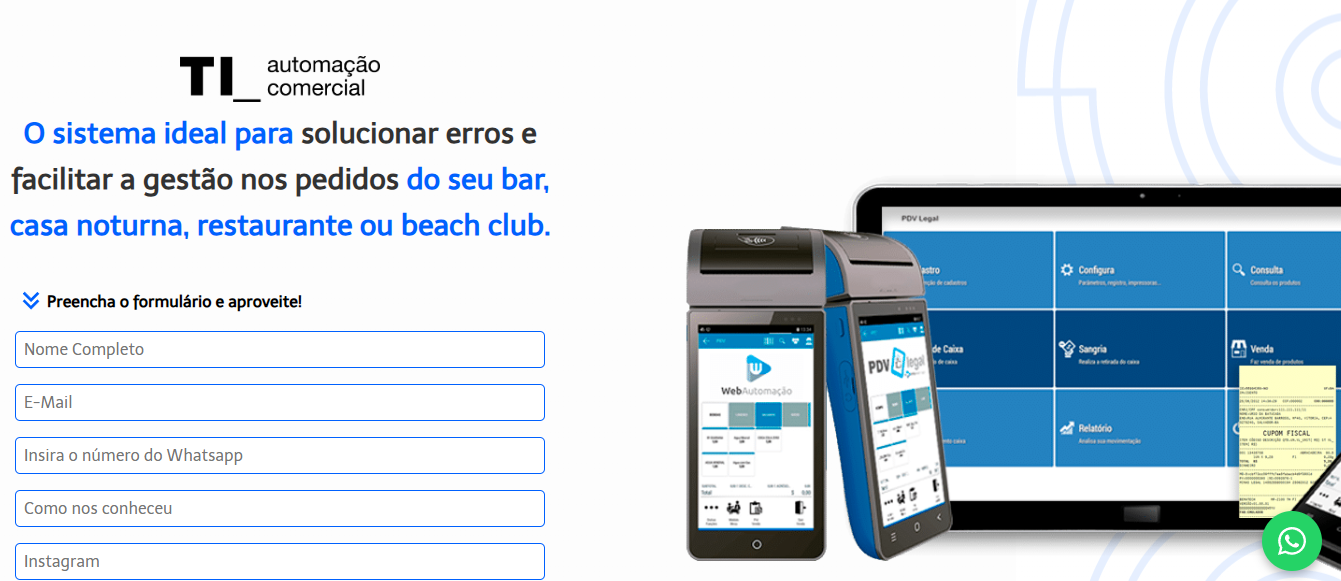 TI_ automação
comercial
O sistema ideal para solucionar erros e
facilitar a gestão nos pedidos do seu bar,
casa noturna, restaurante ou beach club.
Preencha o formulário e aproveite!
Nome Completo
E-Mail
Insira o número do Whatsapp
Como nos conheceu
Instagram
PDV Legal
astro
Configura
Parâmetros, registro, impressoras...
Consulta
Consulta os produtos
de Caixa
Sangria
Realiza a retirada do caixa
Venda
Faz venda de produtos
Relatório
Analisa sua movimentação
CUPOM FISCAL
WebAutomação
Total
PDV legal